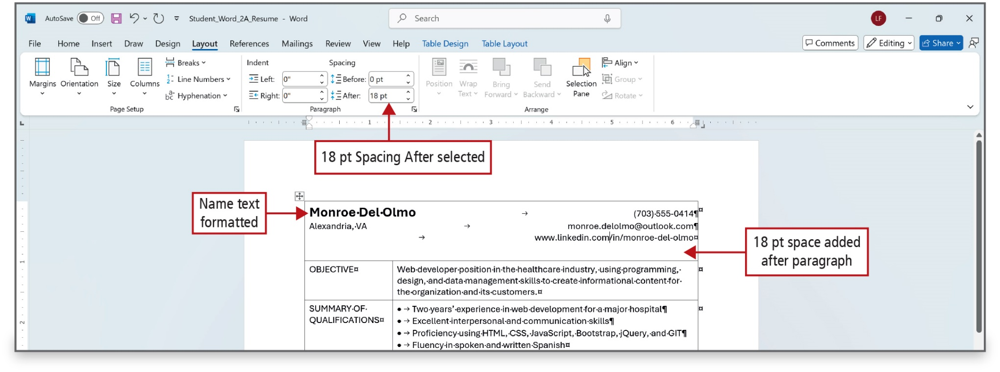 AutoSave Off Student_Word_2A_Resume - Word Search LF
File Home Insert Draw Design Layout References Mailings Review View Help Table Design Table Layout Comments Editing Share
Margins Orientation Size Columns
Breaks
Line Numbers
Hyphenation
Page Setup
Indent Spacing
Left: 0" Before: 0 pt
Right: 0" After: 18 pt
Paragraph
Position Wrap Text Bring Forward Send Backward Selection Pane
Align
Group
Rotate
Arrange
1 2 3 4 5 6
18 pt Spacing After selected
Name text
formatted
Monroe·Del·Olmo → (703)·555-0414¶¤
Alexandria,·VA → monroe.delolmo@outlook.com¶
→ www.linkedin.com/in/monroe-del-olmo¤
18 pt space added
after paragraph
OBJECTIVE¤
Web·developer·position·in·the·healthcare·industry,·using·programming,·
design,·and·data·management·skills·to·create·informational·content·for·
the·organization·and·its·customers.¤
¤
SUMMARY·OF·
QUALIFICATIONS¤
•→Two·years’·experience·in·web·development·for·a·major·hospital¶
•→Excellent·interpersonal·and·communication·skills¶
•→Proficiency·using·HTML,·CSS,·JavaScript,·Bootstrap,·jQuery,·and·GIT¶
•→Fluency·in·spoken·and·written·Spanish¤
¤
1
2